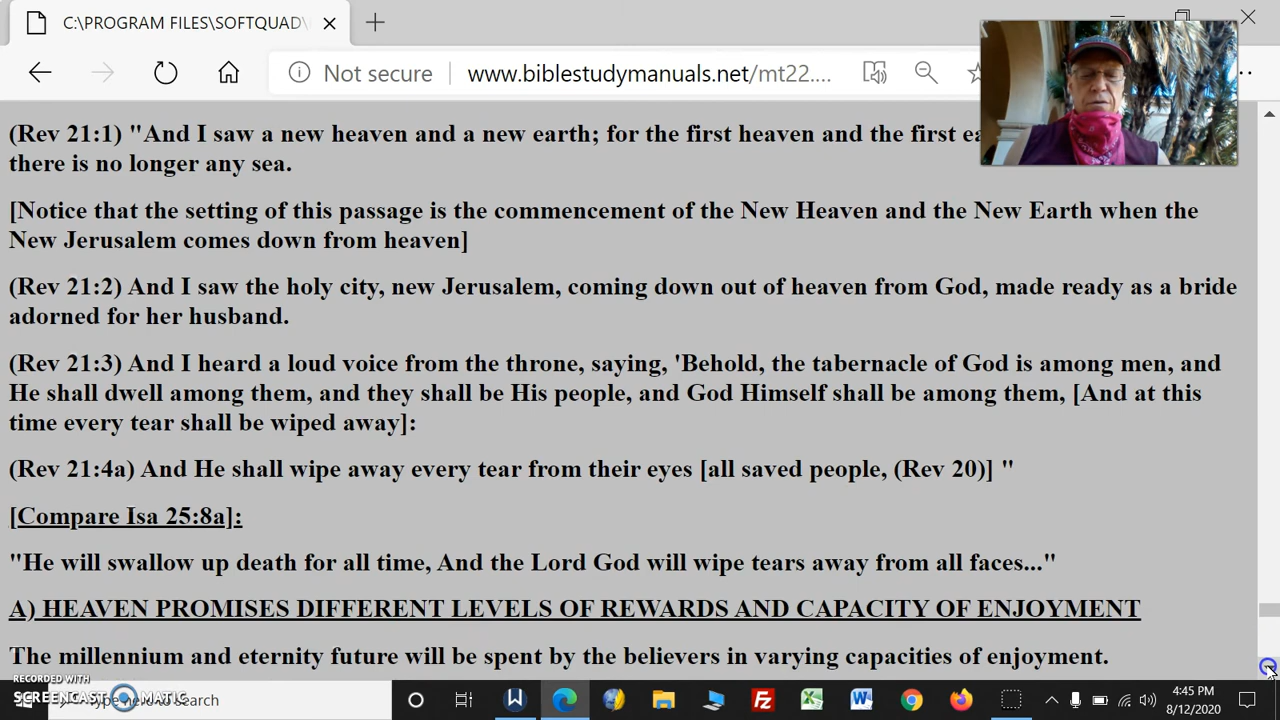 C:\PROGRAM FILES\SOFTQUAD\
Not secure | www.biblestudymanuals.net/mt22....
(Rev 21:1) "And I saw a new heaven and a new earth; for the first heaven and the first
there is no longer any sea.
[Notice that the setting of this passage is the commencement of the New Heaven and the New Earth when the
New Jerusalem comes down from heaven]
(Rev 21:2) And I saw the holy city, new Jerusalem, coming down out of heaven from God, made ready as a bride
adorned for her husband.
(Rev 21:3) And I heard a loud voice from the throne, saying, 'Behold, the tabernacle of God is among men, and
He shall dwell among them, and they shall be His people, and God Himself shall be among them, [And at this
time every tear shall be wiped away]:
(Rev 21:4a) And He shall wipe away every tear from their eyes [all saved people, (Rev 20)] "
[Compare Isa 25:8a]:
"He will swallow up death for all time, And the Lord God will wipe tears away from all faces..."
A) HEAVEN PROMISES DIFFERENT LEVELS OF REWARDS AND CAPACITY OF ENJOYMENT
The millennium and eternity future will be spent by the believers in varying capacities of enjoyment.
RECORDED WITH
SCREENCAST-O-MATIC
Type here to search
4:45 PM
8/12/2020